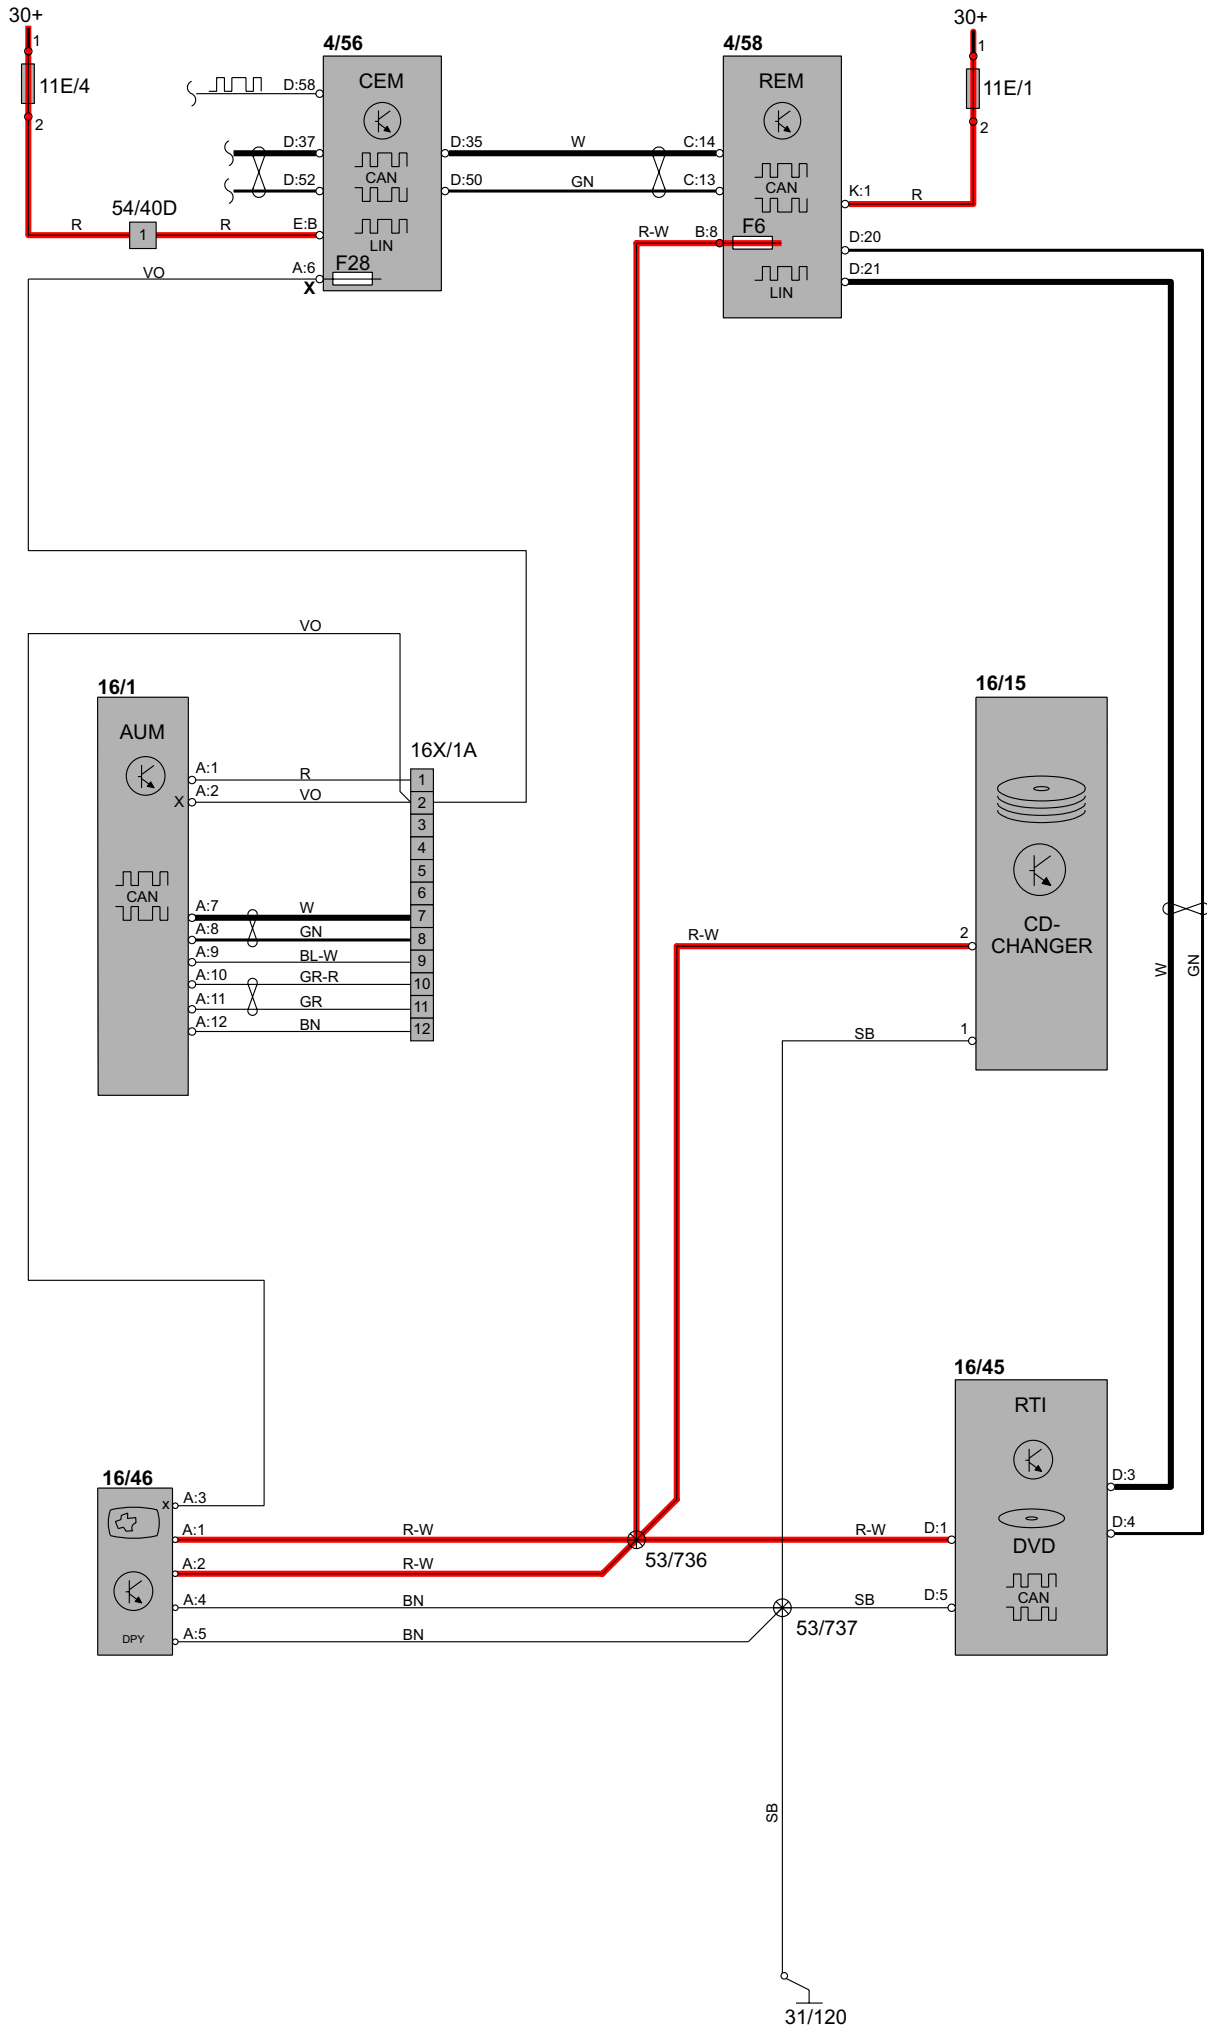 30+
1
11E/4
2
54/40D
R
1
R
4/56
CEM
D:58
D:37
D:52
CAN
E:B
LIN
A:6
F28
X
VO
D:35
W
C:14
D:50
GN
C:13
4/58
REM
CAN
R-W
B:8
F6
LIN
K:1
R
D:20
D:21
30+
1
11E/1
2
VO
16/1
AUM
CAN
X
A:1
R
A:2
VO
A:7
W
A:8
GN
A:9
BL-W
A:10
GR-R
A:11
GR
A:12
BN
16X/1A
1
2
3
4
5
6
7
8
9
10
11
12
16/15
CD-
CHANGER
R-W
2
SB
1
W
GN
16/45
RTI
DVD
CAN
D:3
D:4
R-W
D:1
SB
D:5
16/46
x
A:3
A:1
R-W
A:2
R-W
A:4
BN
A:5
BN
DPY
53/736
53/737
SB
31/120